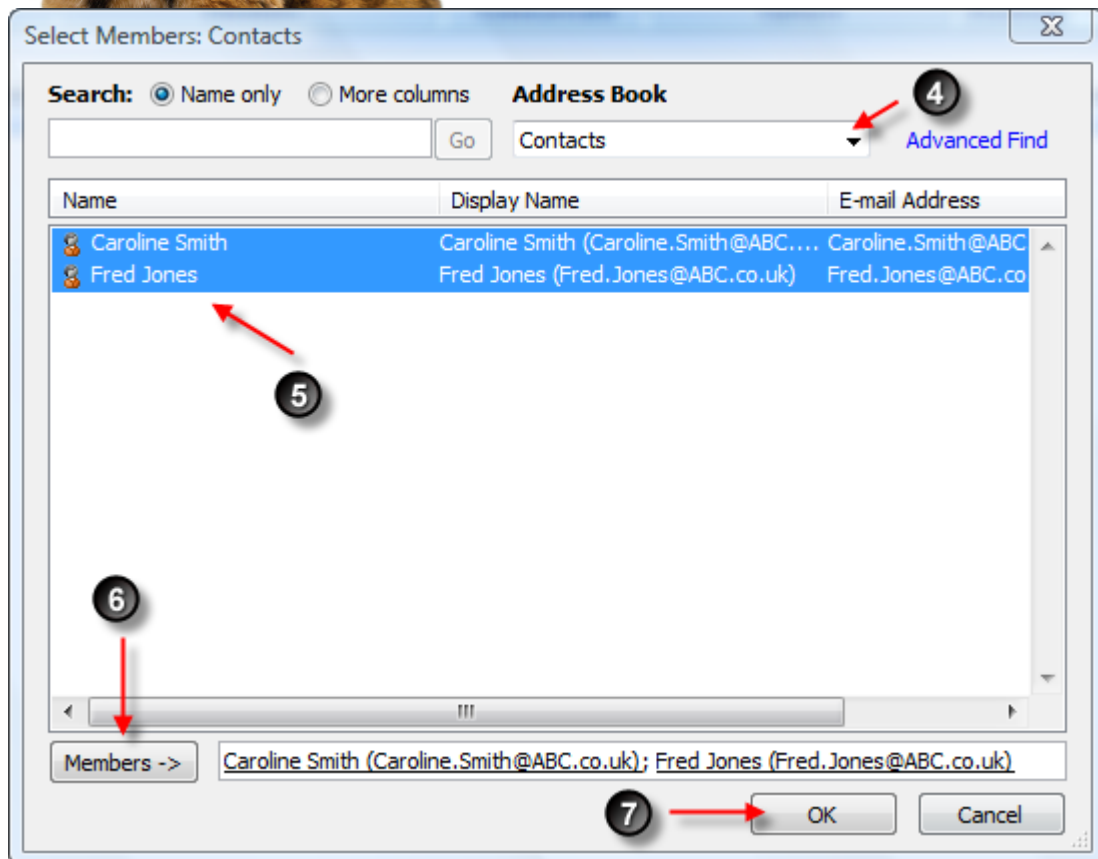 Select Members: Contacts
Search: Name only More columns Address Book
4
Go Contacts Advanced Find
Name Display Name E-mail Address
Caroline Smith Caroline Smith (Caroline.Smith@ABC.... Caroline.Smith@ABC
Fred Jones Fred Jones (Fred.Jones@ABC.co.uk) Fred.Jones@ABC.co
5
6
Members -> Caroline Smith (Caroline.Smith@ABC.co.uk); Fred Jones (Fred.Jones@ABC.co.uk)
7 OK Cancel